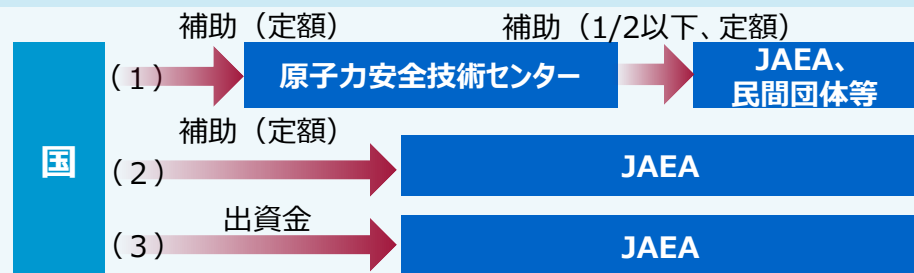 補助（定額）
補助（1/2以下、定額）
国
（１）
原子力安全技術センター
JAEA、
民間団体等
補助（定額）
（２）
JAEA
出資金
（３）
JAEA